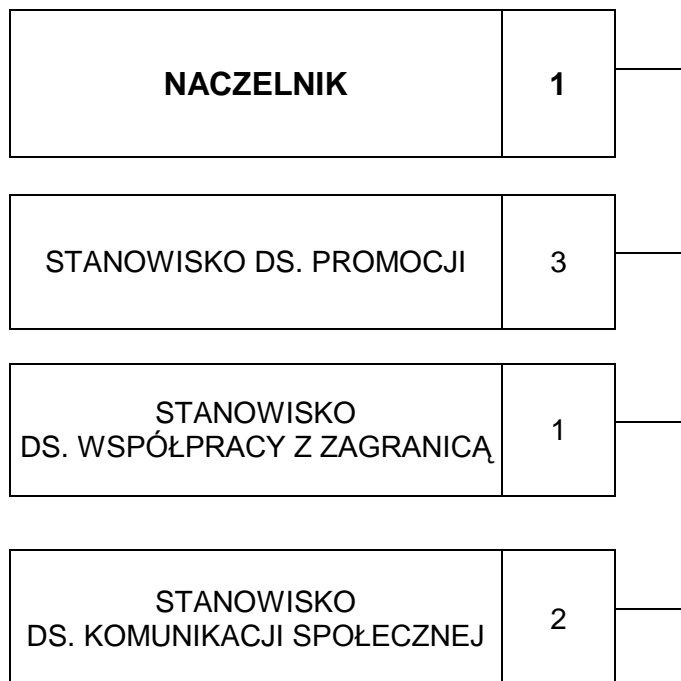 NACZELNIK 1
STANOWISKO DS. PROMOCJI 3
STANOWISKO
DS. WSPÓŁPRACY Z ZAGRANICĄ 1
STANOWISKO
DS. KOMUNIKACJI SPOŁECZNEJ 2